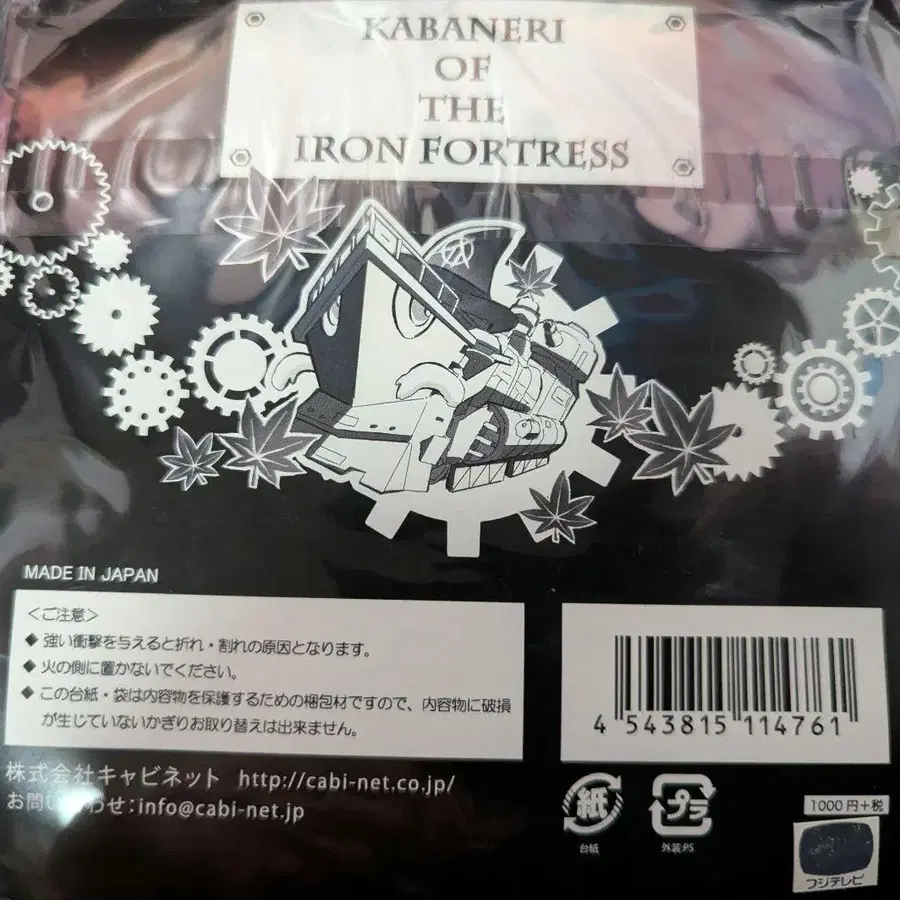 KABANERI
OF
THE
IRON FORTRESS
MADE IN JAPAN
＜ご注意＞
◆ 強い衝撃を与えると折れ・割れの原因となります。
◆ 火の側に置かないでください。
◆ この台紙・袋は内容物を保護するための梱包材ですので、内容物に破損
が生じていないかぎりお取り替えは出来ません。
4 543815 114761
株式会社キャビネット http://cabi-net.co.jp/
お問い わせ：info@cabi-net.jp
紙
台紙
プラ
外装:PS
1000円+税
フジテレビ